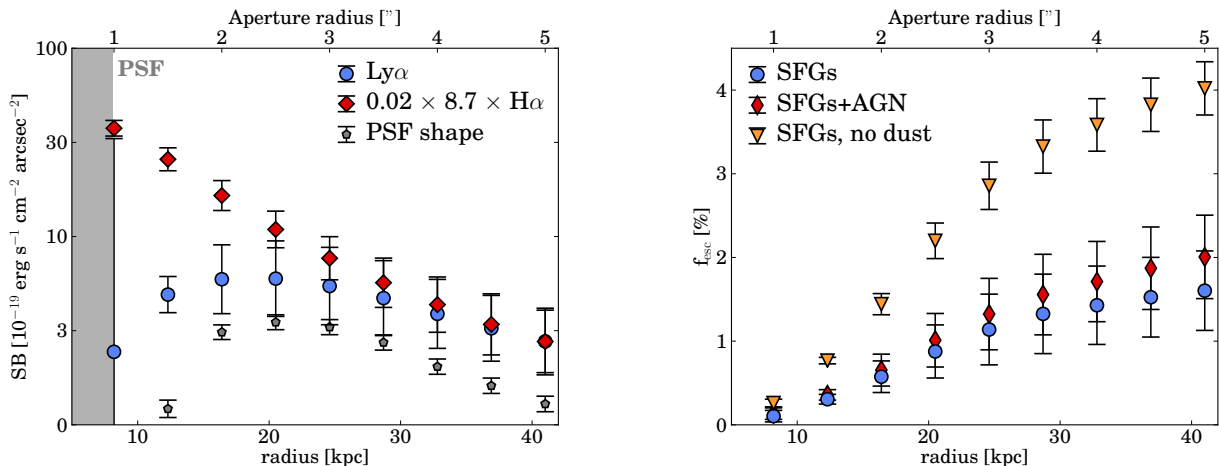 Aperture radius ["]
1 2 3 4 5
100
30
10
3
0
SB [10⁻¹⁹ erg s⁻¹ cm⁻² arcsec⁻²]
PSF
Lyα
0.02 × 8.7 × Hα
PSF shape
10 20 30 40
radius [kpc]
Aperture radius ["]
1 2 3 4 5
4
3
2
1
0
f_esc [%]
SFGs
SFGs+AGN
SFGs, no dust
10 20 30 40
radius [kpc]